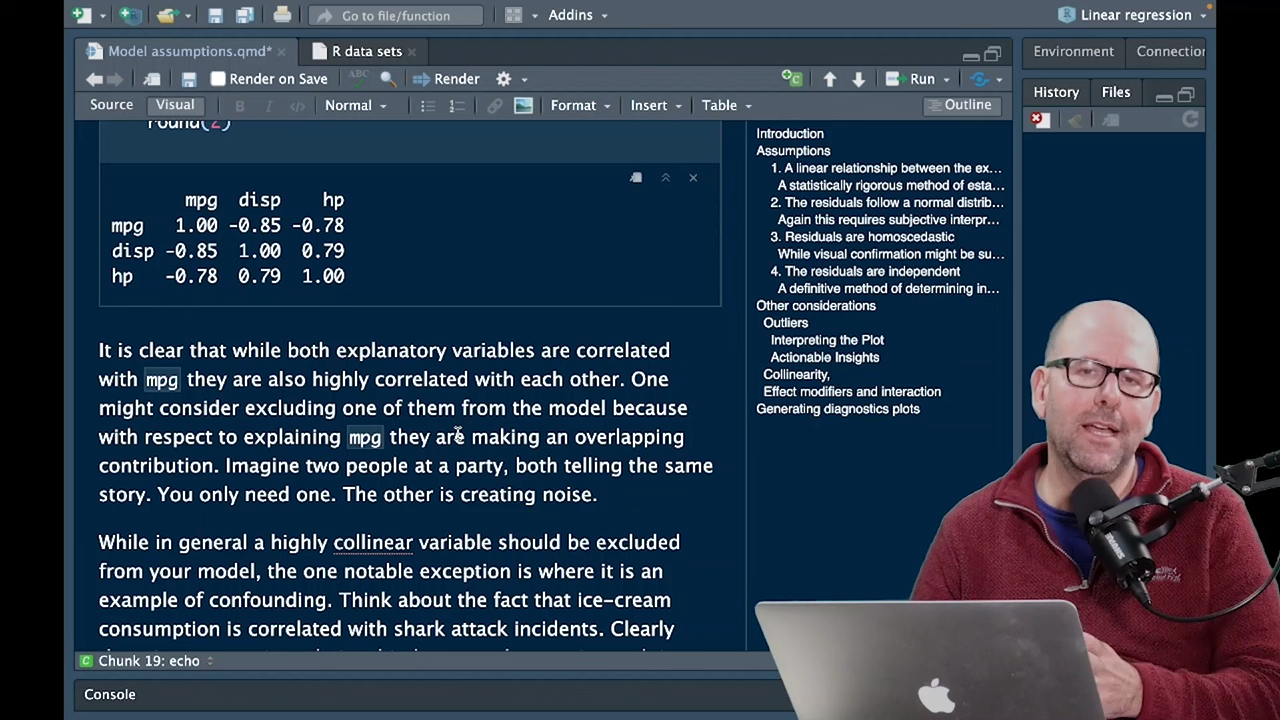 Go to file/function
Addins
Linear regression
Model assumptions.qmd*
R data sets
Environment
Connection
Render on Save
ABC
Render
Run
History
Files
Source
Visual
B
I
</>
Normal
Format
Insert
Table
Outline
round(2)
mpg disp hp
mpg 1.00 -0.85 -0.78
disp -0.85 1.00 0.79
hp -0.78 0.79 1.00
It is clear that while both explanatory variables are correlated
with mpg they are also highly correlated with each other. One
might consider excluding one of them from the model because
with respect to explaining mpg they are making an overlapping
contribution. Imagine two people at a party, both telling the same
story. You only need one. The other is creating noise.
While in general a highly collinear variable should be excluded
from your model, the one notable exception is where it is an
example of confounding. Think about the fact that ice-cream
consumption is correlated with shark attack incidents. Clearly
Introduction
Assumptions
1. A linear relationship between the ex...
A statistically rigorous method of esta...
2. The residuals follow a normal distrib...
Again this requires subjective interpr...
3. Residuals are homoscedastic
While visual confirmation might be su...
4. The residuals are independent
A definitive method of determining in...
Other considerations
Outliers
Interpreting the Plot
Actionable Insights
Collinearity,
Effect modifiers and interaction
Generating diagnostics plots
C Chunk 19: echo
Console